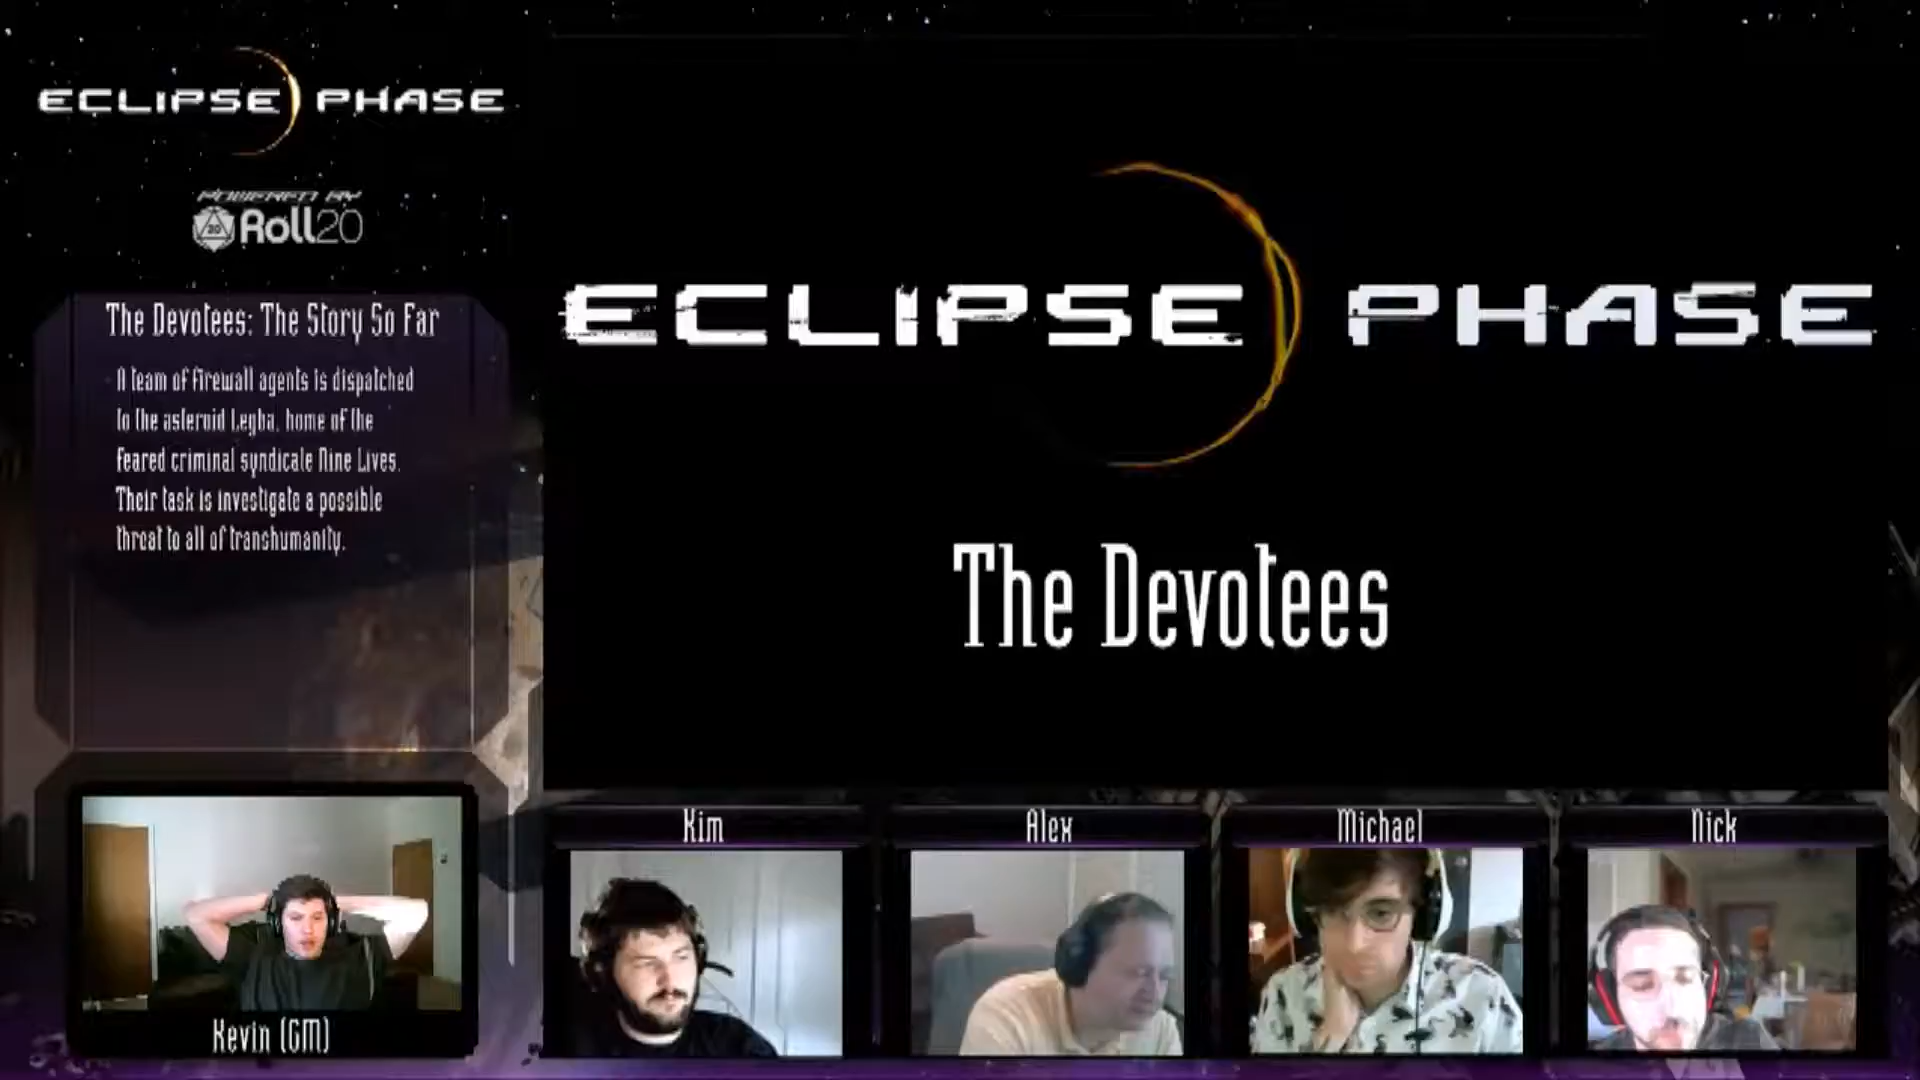 ECLIPSE PHASE
POWERED BY
20 Roll20
The Devotees: The Story So Far
A team of Firewall agents is dispatched
to the asteroid Legba, home of the
feared criminal syndicate Nine Lives.
Their task is investigate a possible
threat to all of transhumanity.
Kevin (GM)
ECLIPSE PHASE
The Devotees
Kim
Alex
Michael
Nick